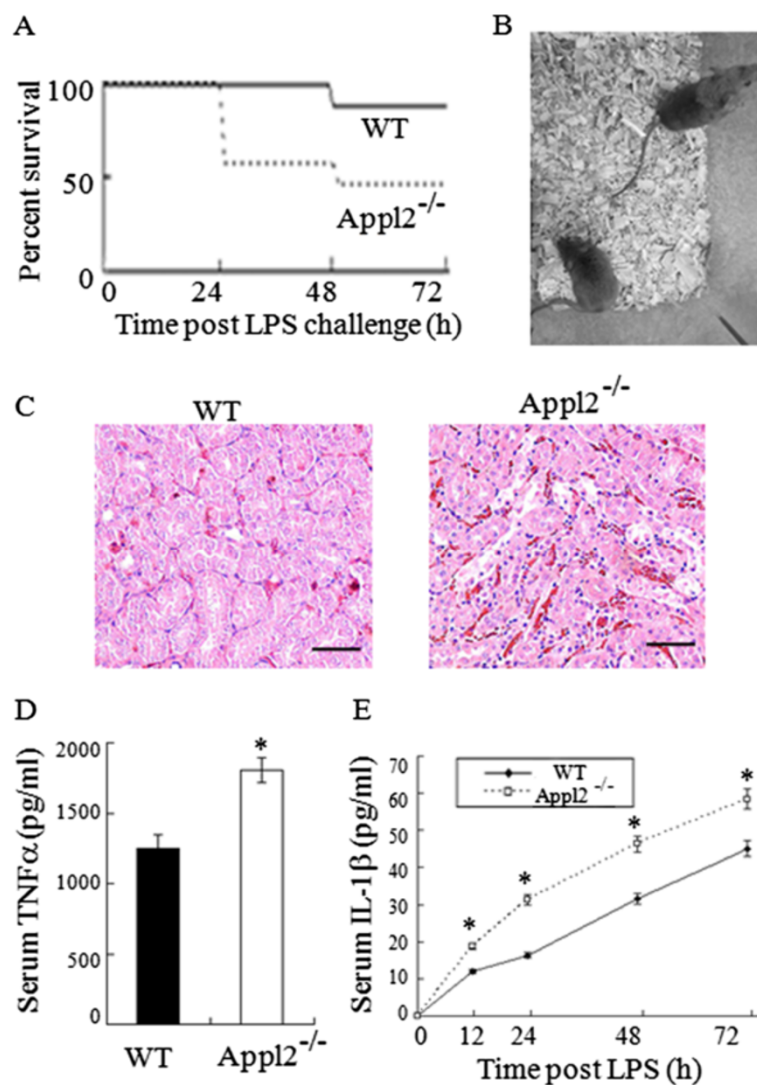 A
Percent survival
100
50
0
WT
Appl2-/-
0 24 48 72
Time post LPS challenge (h)
B
C
WT
Appl2-/-
D
Serum TNFα (pg/ml)
2000
1500
1000
500
0
*
WT Appl2-/-
E
Serum IL-1β (pg/ml)
70
60
50
40
30
20
10
0
WT
Appl2-/-
* * * *
0 12 24 48 72
Time post LPS (h)